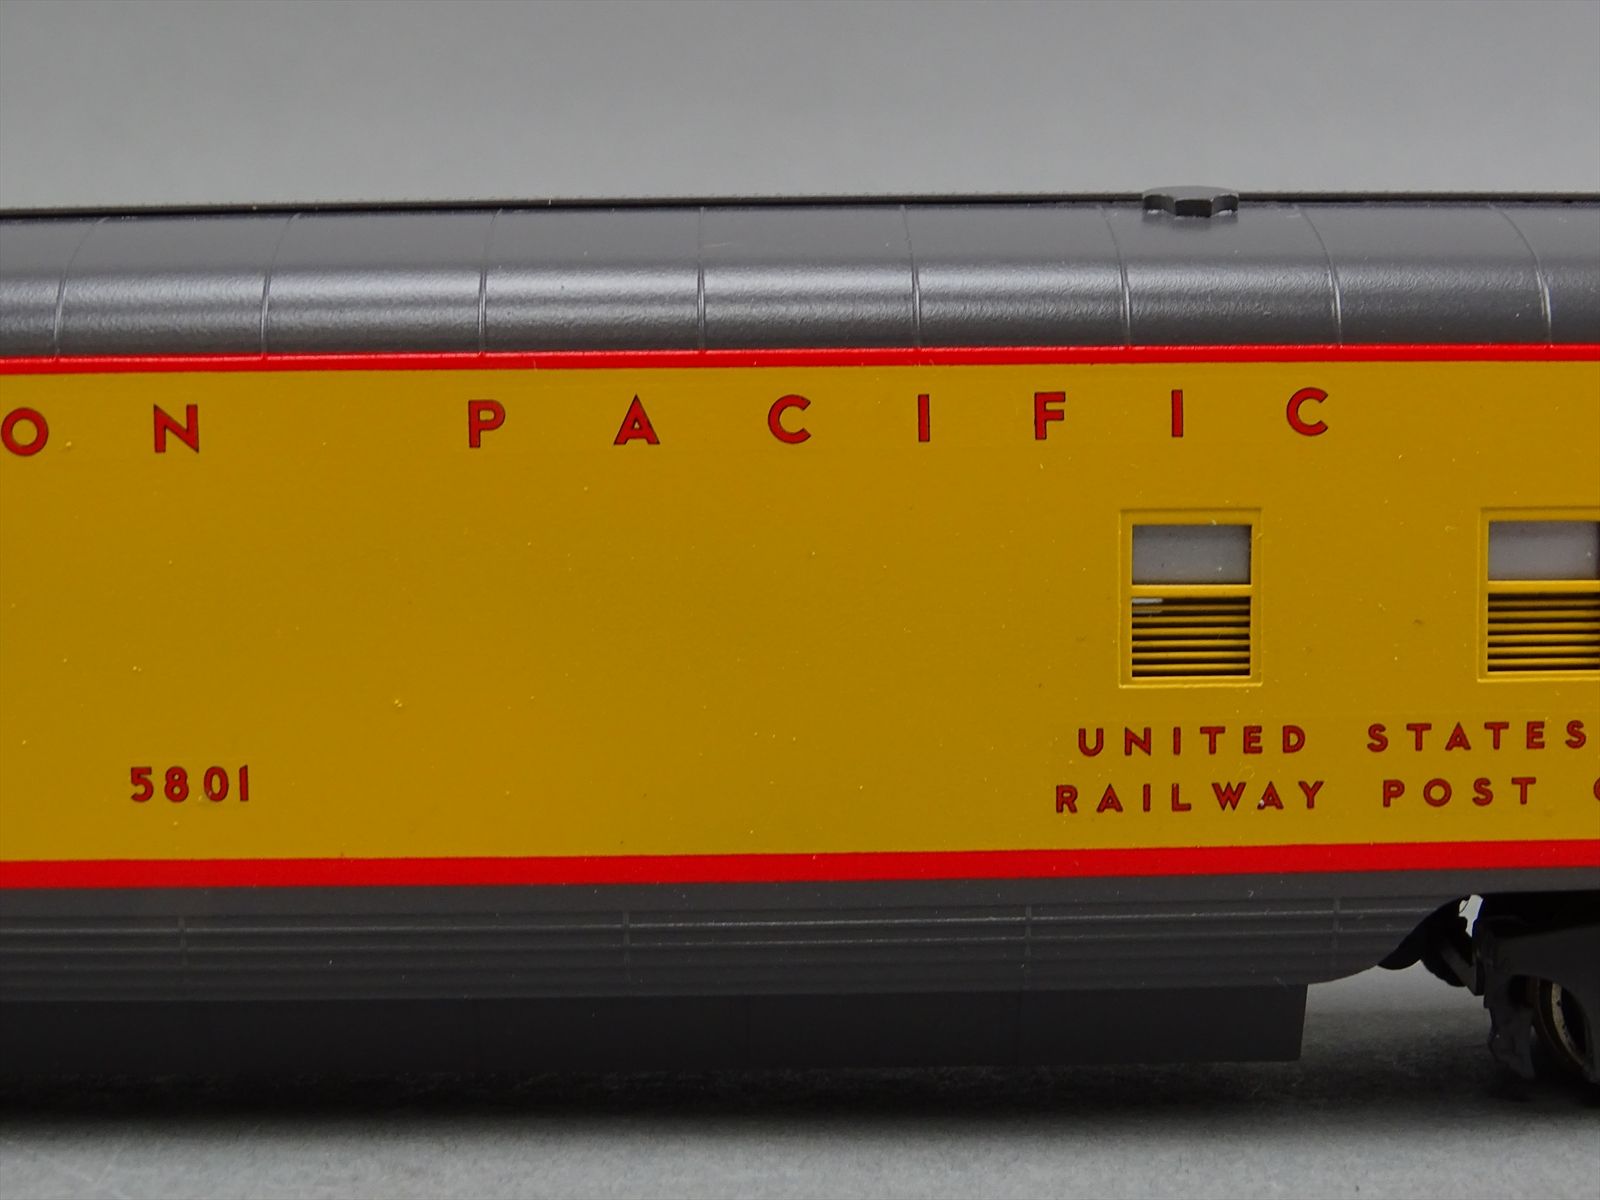 ON PACIFIC
5801
UNITED STATES
RAILWAY POST